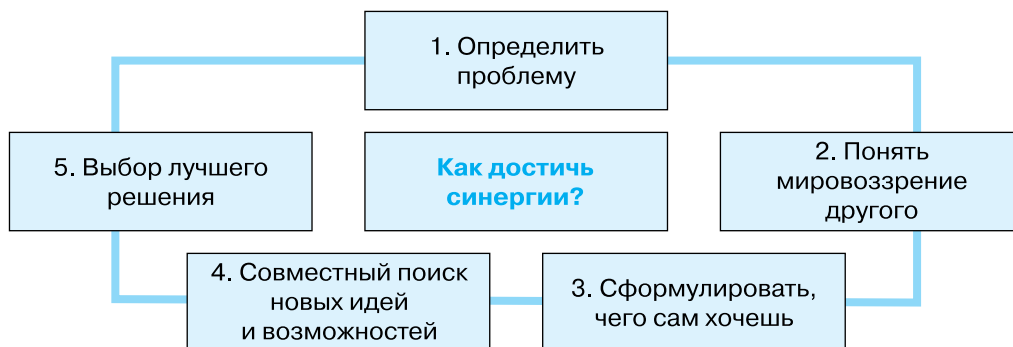 1. Определить
проблему
Как достичь
синергии?
2. Понять
мировоззрение
другого
3. Сформулировать,
чего сам хочешь
4. Совместный поиск
новых идей
и возможностей
5. Выбор лучшего
решения